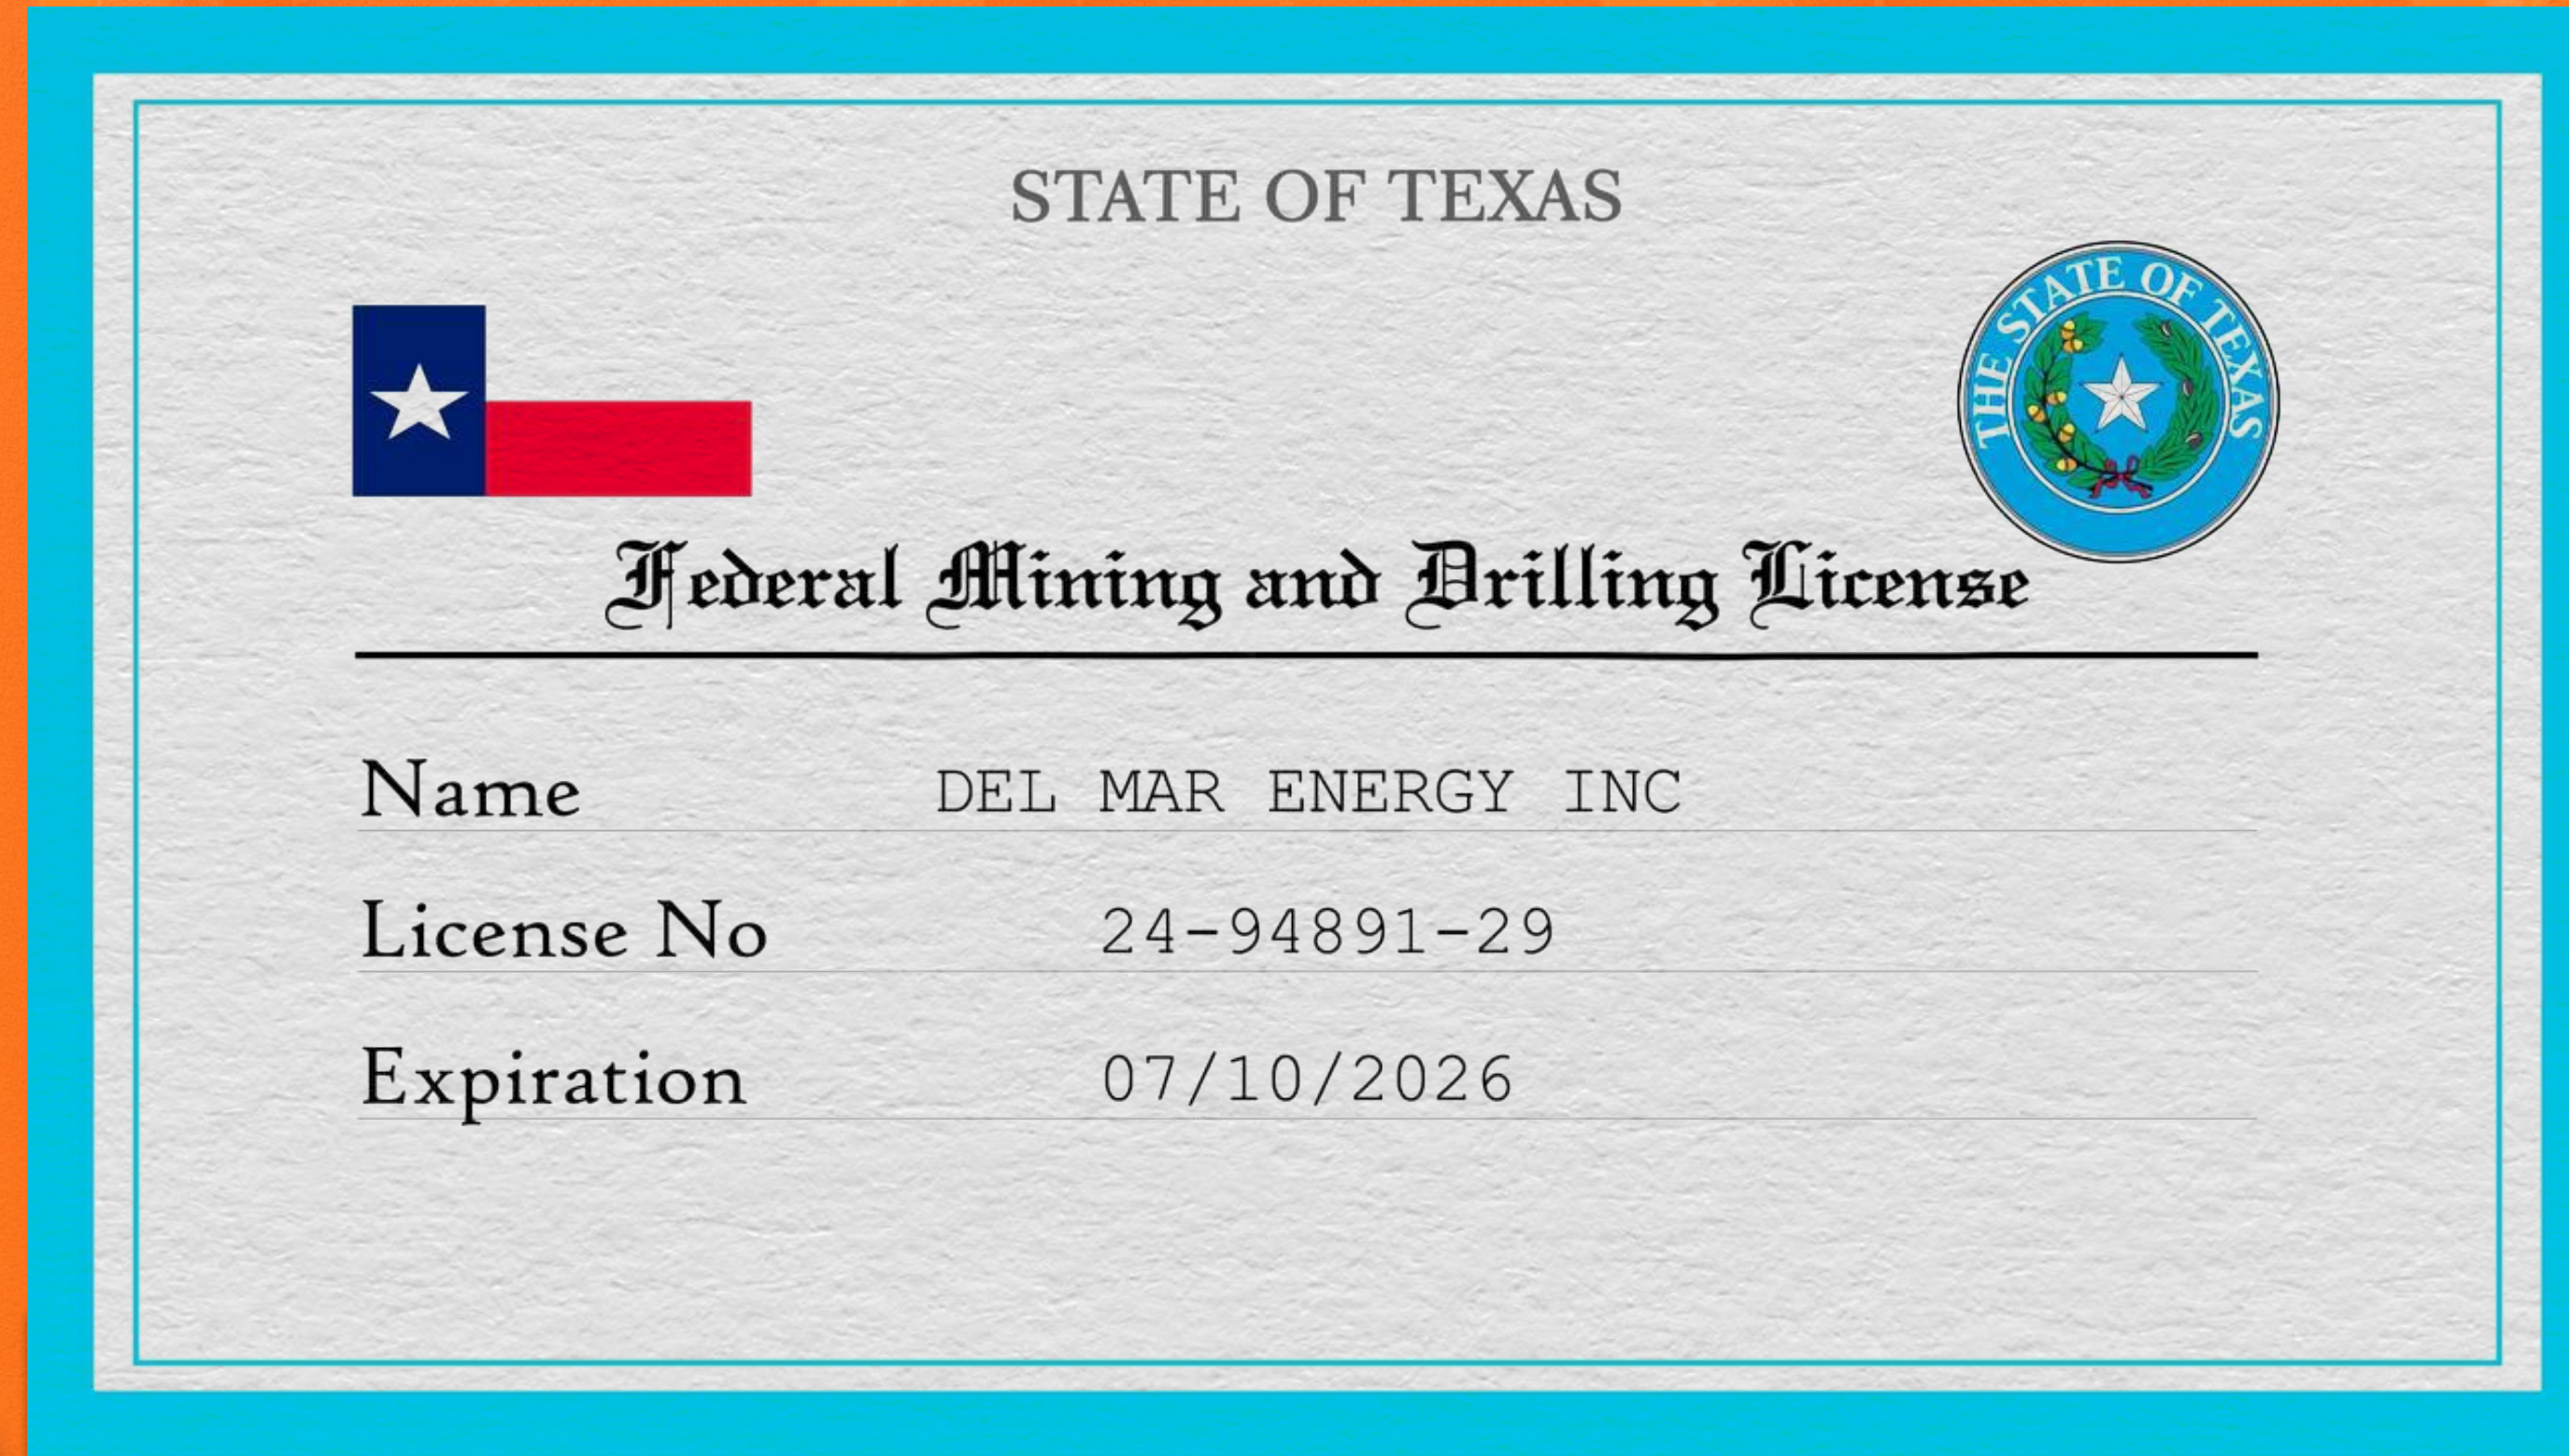 STATE OF TEXAS
THE STATE OF TEXAS
Federal Mining and Drilling License
Name DEL MAR ENERGY INC
License No 24-94891-29
Expiration 07/10/2026